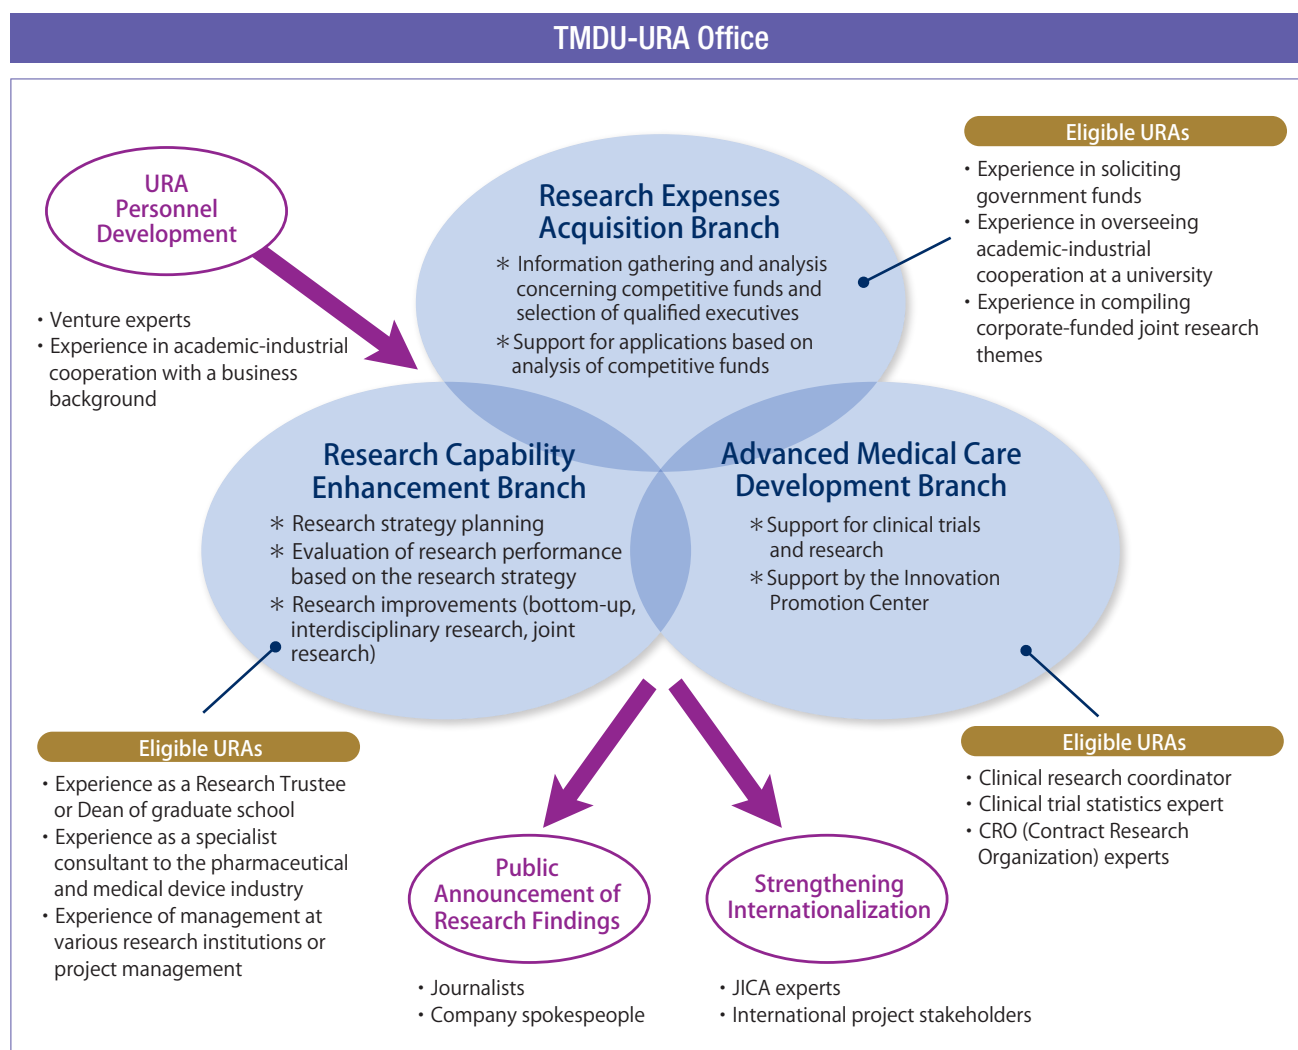 TMDU-URA Office
URA
Personnel
Development
・Venture experts
・Experience in academic-industrial
cooperation with a business
background
Research Expenses
Acquisition Branch
＊ Information gathering and analysis
concerning competitive funds and
selection of qualified executives
＊Support for applications based on
analysis of competitive funds
Eligible URAs
・Experience in soliciting
government funds
・Experience in overseeing
academic-industrial
cooperation at a university
・Experience in compiling
corporate-funded joint research
themes
Research Capability
Enhancement Branch
＊ Research strategy planning
＊ Evaluation of research performance
based on the research strategy
＊ Research improvements (bottom-up,
interdisciplinary research, joint
research)
Advanced Medical Care
Development Branch
＊Support for clinical trials
and research
＊Support by the Innovation
Promotion Center
Eligible URAs
・Experience as a Research Trustee
or Dean of graduate school
・Experience as a specialist
consultant to the pharmaceutical
and medical device industry
・Experience of management at
various research institutions or
project management
Eligible URAs
・Clinical research coordinator
・Clinical trial statistics expert
・CRO (Contract Research
Organization) experts
Public
Announcement of
Research Findings
・Journalists
・Company spokespeople
Strengthening
Internationalization
・JICA experts
・International project stakeholders